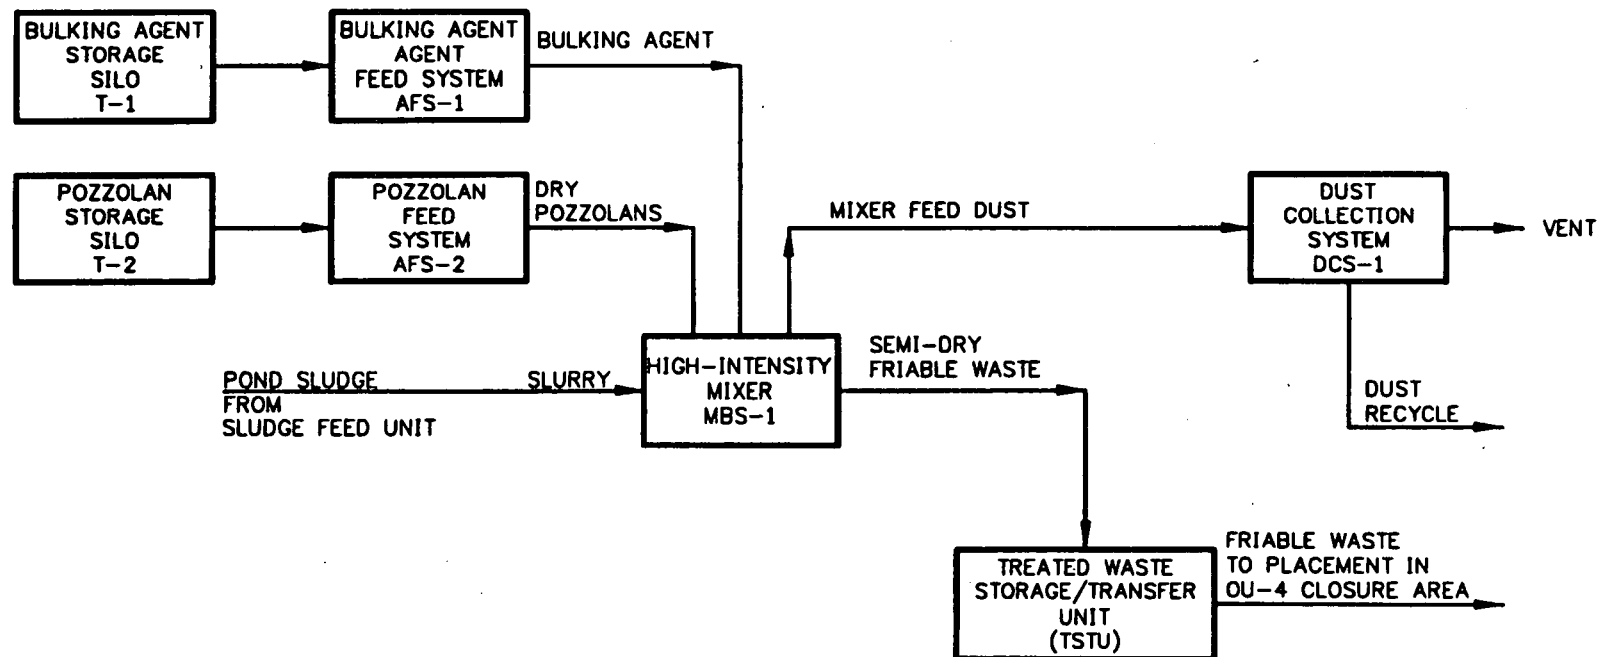 BULKING AGENT
STORAGE
SILO
T-1
BULKING AGENT
AGENT
FEED SYSTEM
AFS-1
BULKING AGENT
POZZOLAN
STORAGE
SILO
T-2
POZZOLAN
FEED
SYSTEM
AFS-2
DRY
POZZOLANS
MIXER FEED DUST
DUST
COLLECTION
SYSTEM
DCS-1
VENT
POND SLUDGE
FROM
SLUDGE FEED UNIT
SLURRY
HIGH-INTENSITY
MIXER
MBS-1
SEMI-DRY
FRIABLE WASTE
DUST
RECYCLE
TREATED WASTE
STORAGE/TRANSFER
UNIT
(TSTU)
FRIABLE WASTE
TO PLACEMENT IN
OU-4 CLOSURE AREA